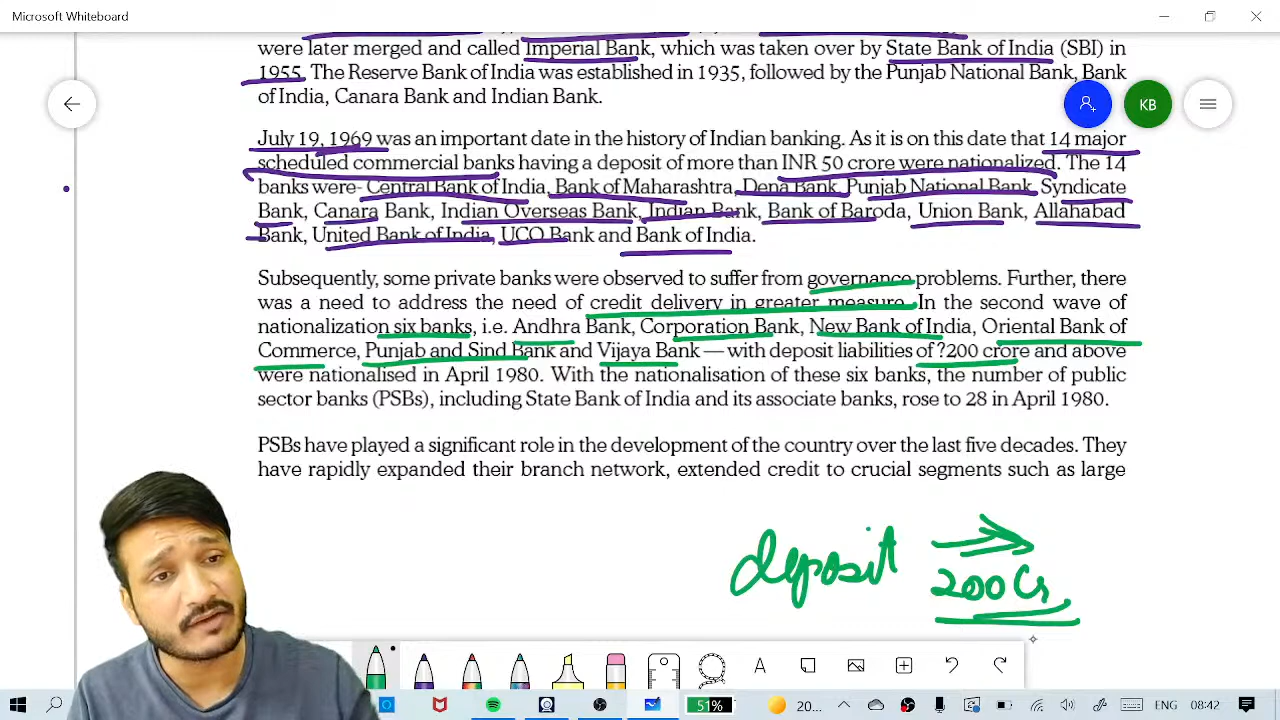 Microsoft Whiteboard
were later merged and called Imperial Bank, which was taken over by State Bank of India (SBI) in
1955. The Reserve Bank of India was established in 1935, followed by the Punjab National Bank, Bank
of India, Canara Bank and Indian Bank.
KB
July 19, 1969 was an important date in the history of Indian banking. As it is on this date that 14 major
scheduled commercial banks having a deposit of more than INR 50 crore were nationalized. The 14
banks were- Central Bank of India, Bank of Maharashtra, Dena Bank, Punjab National Bank, Syndicate
Bank, Canara Bank, Indian Overseas Bank, Indian Bank, Bank of Baroda, Union Bank, Allahabad
Bank, United Bank of India, UCO Bank and Bank of India.
Subsequently, some private banks were observed to suffer from governance problems. Further, there
was a need to address the need of credit delivery in greater measure. In the second wave of
nationalization six banks, i.e. Andhra Bank, Corporation Bank, New Bank of India, Oriental Bank of
Commerce, Punjab and Sind Bank and Vijaya Bank — with deposit liabilities of ?200 crore and above
were nationalised in April 1980. With the nationalisation of these six banks, the number of public
sector banks (PSBs), including State Bank of India and its associate banks, rose to 28 in April 1980.
PSBs have played a significant role in the development of the country over the last five decades. They
have rapidly expanded their branch network, extended credit to crucial segments such as large
deposit
200 Cr
A
51%
20...
ENG
08:42